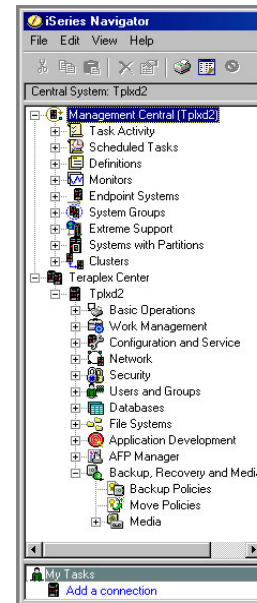 iSeries Navigator
File Edit View Help
Central System: Tplxd2
Management Central (Tplxd2)
Task Activity
Scheduled Tasks
Definitions
Monitors
Endpoint Systems
System Groups
Extreme Support
Systems with Partitions
Clusters
Teraplex Center
Tplxd2
Basic Operations
Work Management
Configuration and Service
Network
Security
Users and Groups
Databases
File Systems
Application Development
AFP Manager
Backup, Recovery and Medi
Backup Policies
Move Policies
Media
My Tasks
Add a connection